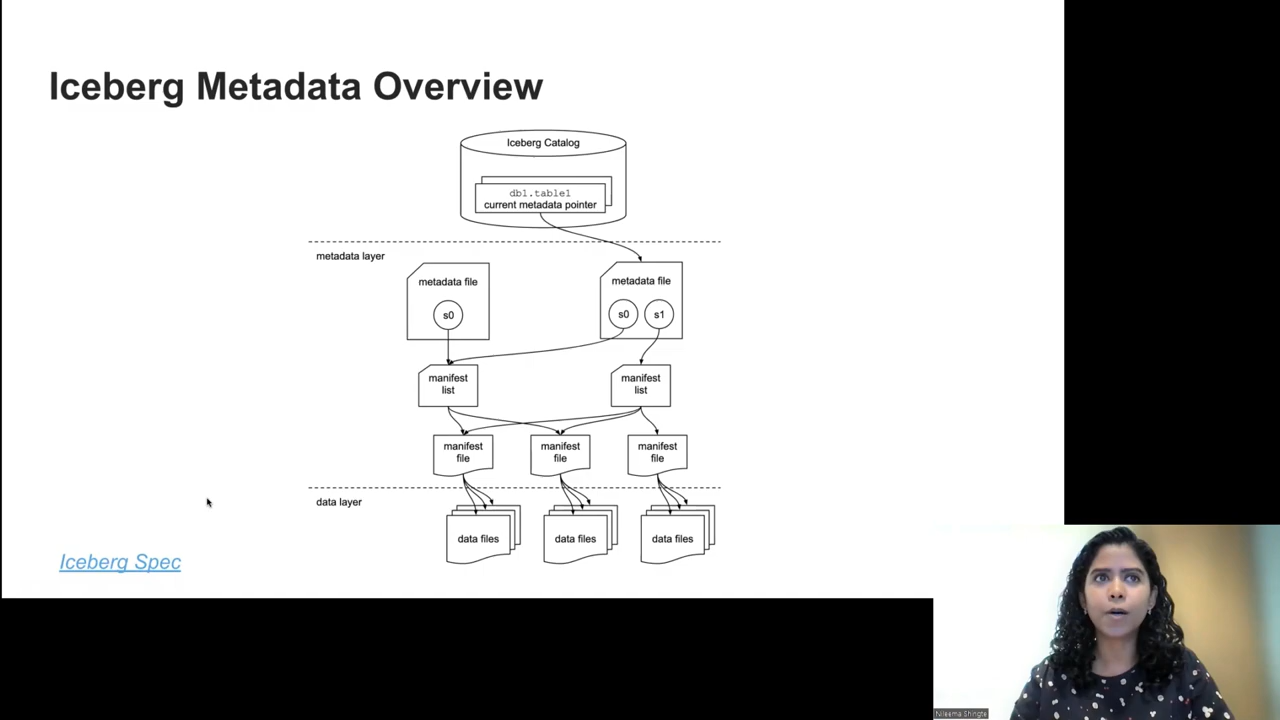 Iceberg Metadata Overview
Iceberg Catalog
db1.table1
current metadata pointer
metadata layer
metadata file
s0
metadata file
s0
s1
manifest
list
manifest
list
manifest
file
manifest
file
manifest
file
data layer
data files
data files
data files
Iceberg Spec
Nileema Shingte